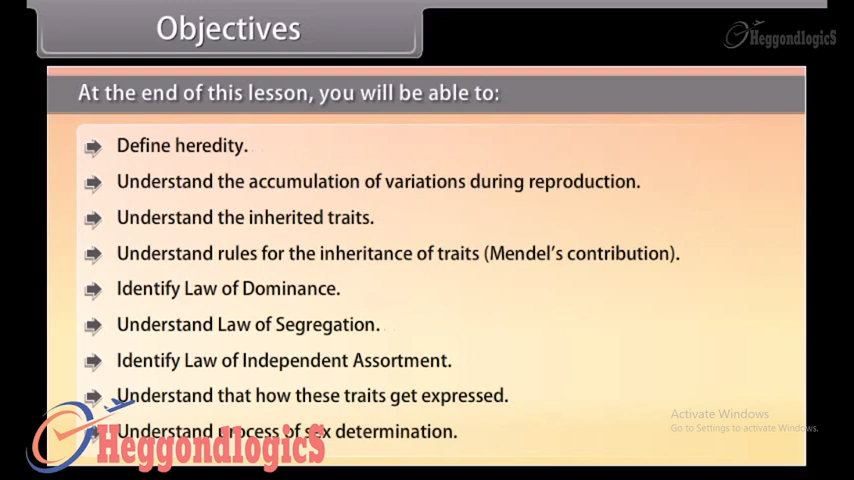 Objectives
HeggondlogicS
At the end of this lesson, you will be able to:
Define heredity.
Understand the accumulation of variations during reproduction.
Understand the inherited traits.
Understand rules for the inheritance of traits (Mendel's contribution).
Identify Law of Dominance.
Understand Law of Segregation.
Identify Law of Independent Assortment.
Understand that how these traits get expressed.
Activate Windows
Go to Settings to activate Windows.
Understand process of sex determination.
HeggondlogicS